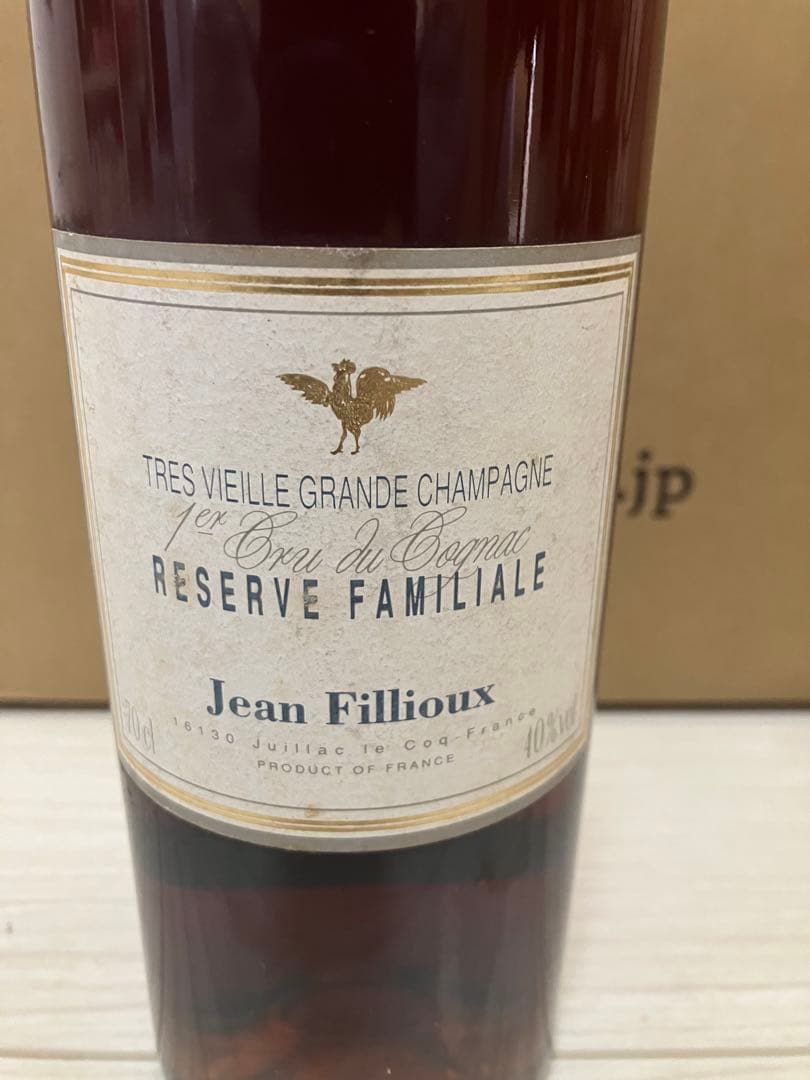 TRES VIEILLE GRANDE CHAMPAGNE
1er Cru du Cognac
RESERVE FAMILIALE
Jean Fillioux
70cl
16130 Juillac le Coq-France
40%vol
PRODUCT OF FRANCE
.jp